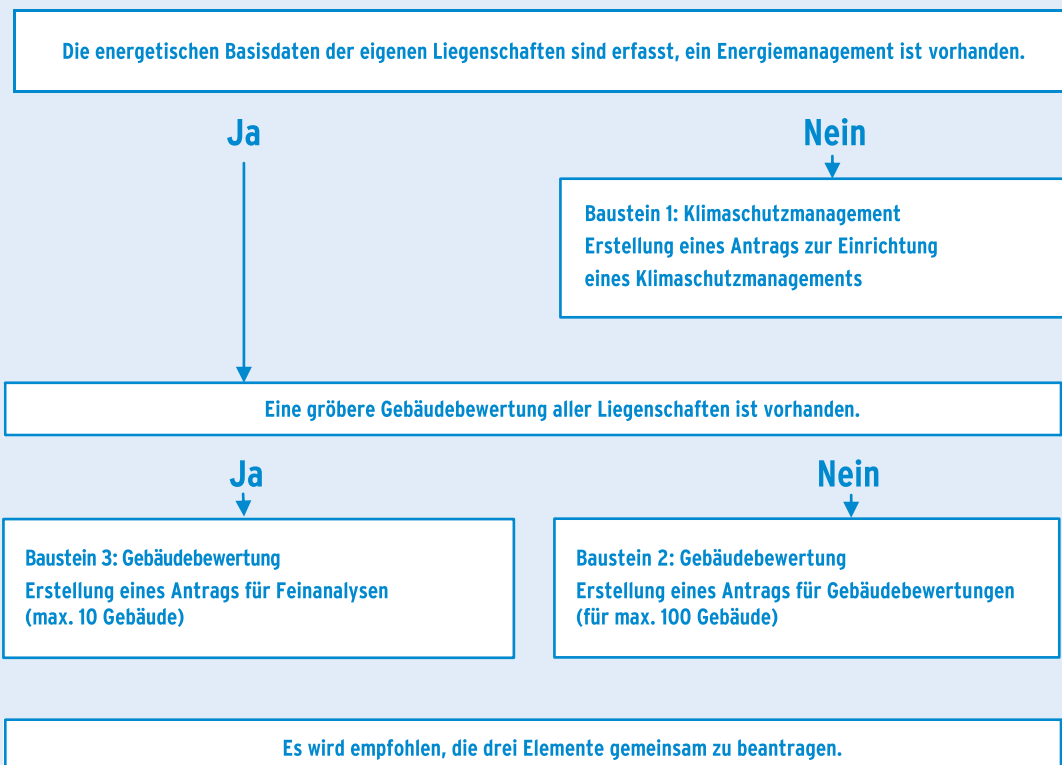 Die energetischen Basisdaten der eigenen Liegenschaften sind erfasst, ein Energiemanagement ist vorhanden.
Ja
Nein
Baustein 1: Klimaschutzmanagement
Erstellung eines Antrags zur Einrichtung
eines Klimaschutzmanagements
Eine gröbere Gebäudebewertung aller Liegenschaften ist vorhanden.
Ja
Nein
Baustein 3: Gebäudebewertung
Erstellung eines Antrags für Feinanalysen
(max. 10 Gebäude)
Baustein 2: Gebäudebewertung
Erstellung eines Antrags für Gebäudebewertungen
(für max. 100 Gebäude)
Es wird empfohlen, die drei Elemente gemeinsam zu beantragen.